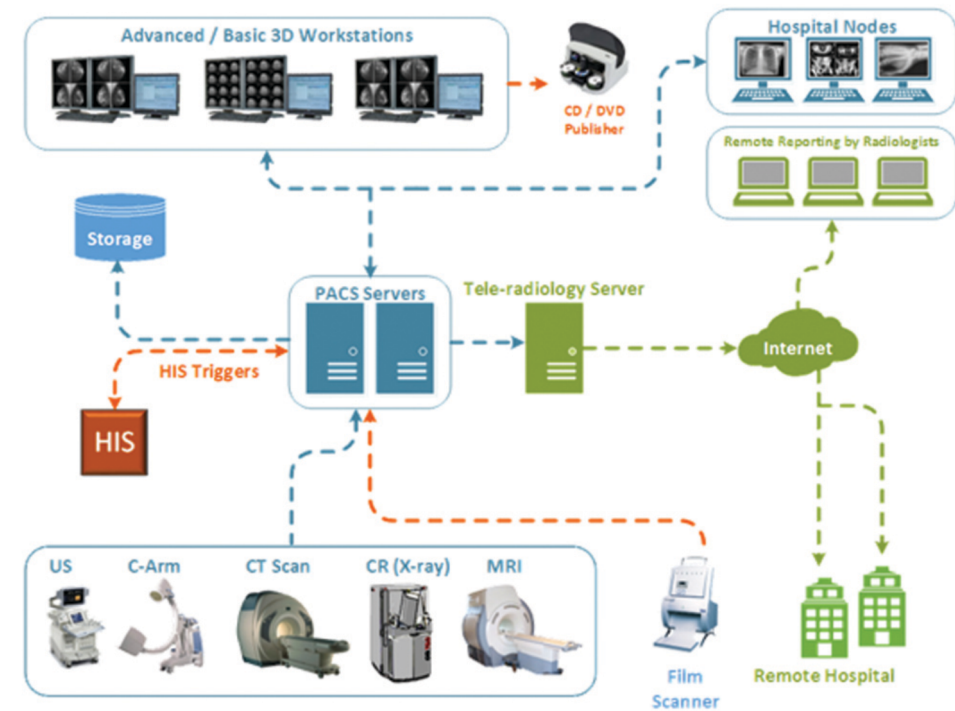 Advanced / Basic 3D Workstations
CD / DVD
Publisher
Hospital Nodes
Remote Reporting by Radiologists
Storage
PACS Servers
Tele-radiology Server
Internet
HIS Triggers
HIS
US
C-Arm
CT Scan
CR (X-ray)
MRI
Film
Scanner
Remote Hospital